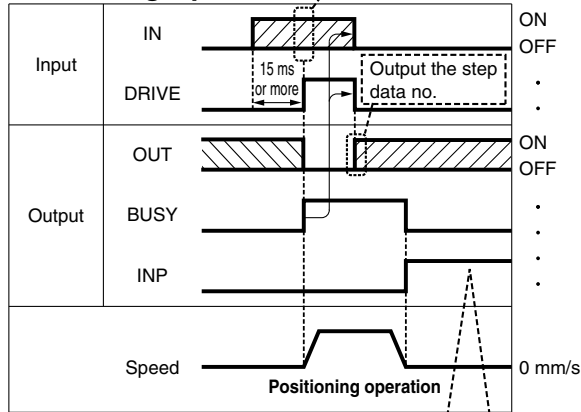 Input
IN
ON
OFF
15 ms
or more
DRIVE
Output the step
data no.
Output
OUT
ON
OFF
BUSY
INP
Speed
0 mm/s
Positioning operation